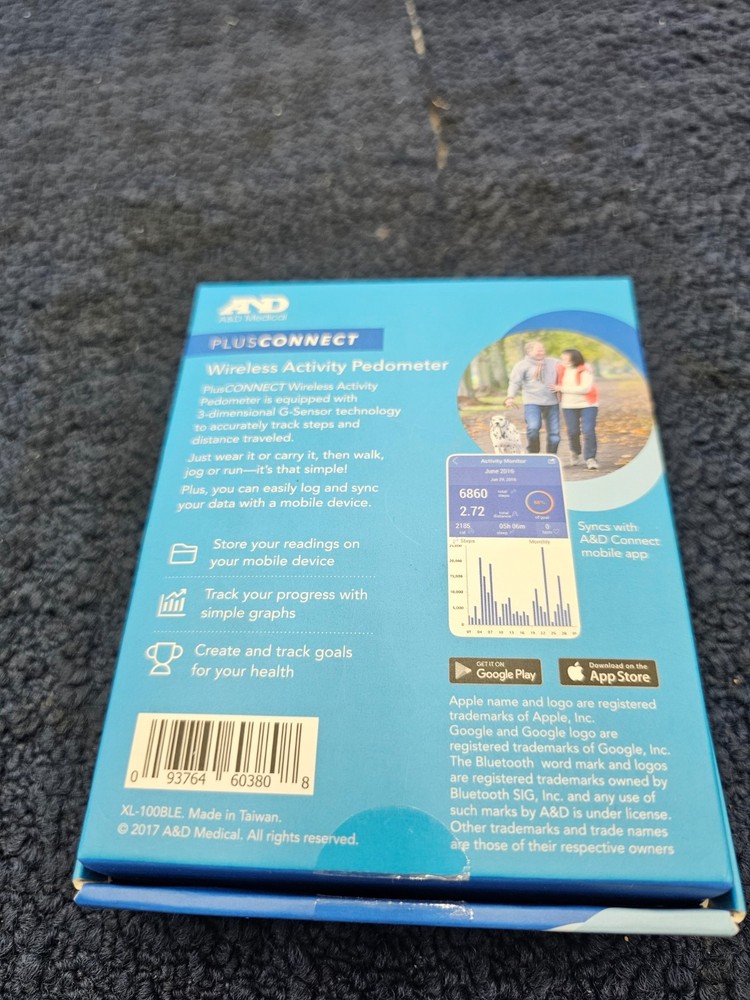 AND
A&D Medical
PLUSCONNECT
Wireless Activity Pedometer
PlusCONNECT Wireless Activity
Pedometer is equipped with
3-dimensional G-Sensor technology
to accurately track steps and
distance traveled.
Just wear it or carry it, then walk,
jog or run—it's that simple!
Plus, you can easily log and sync
your data with a mobile device.
Store your readings on
your mobile device
Track your progress with
simple graphs
Create and track goals
for your health
0 93764 60380 8
XL-100BLE. Made in Taiwan.
© 2017 A&D Medical. All rights reserved.
Activity Monitor
June 2016
6860
2.72
2185 05h 06m
Steps Months
Syncs with
A&D Connect
mobile app
GET IT ON
Google Play
Download on the
App Store
Apple name and logo are registered
trademarks of Apple, Inc.
Google and Google logo are
registered trademarks of Google, Inc.
The Bluetooth word mark and logos
are registered trademarks owned by
Bluetooth SIG, Inc. and any use of
such marks by A&D is under license.
Other trademarks and trade names
are those of their respective owners